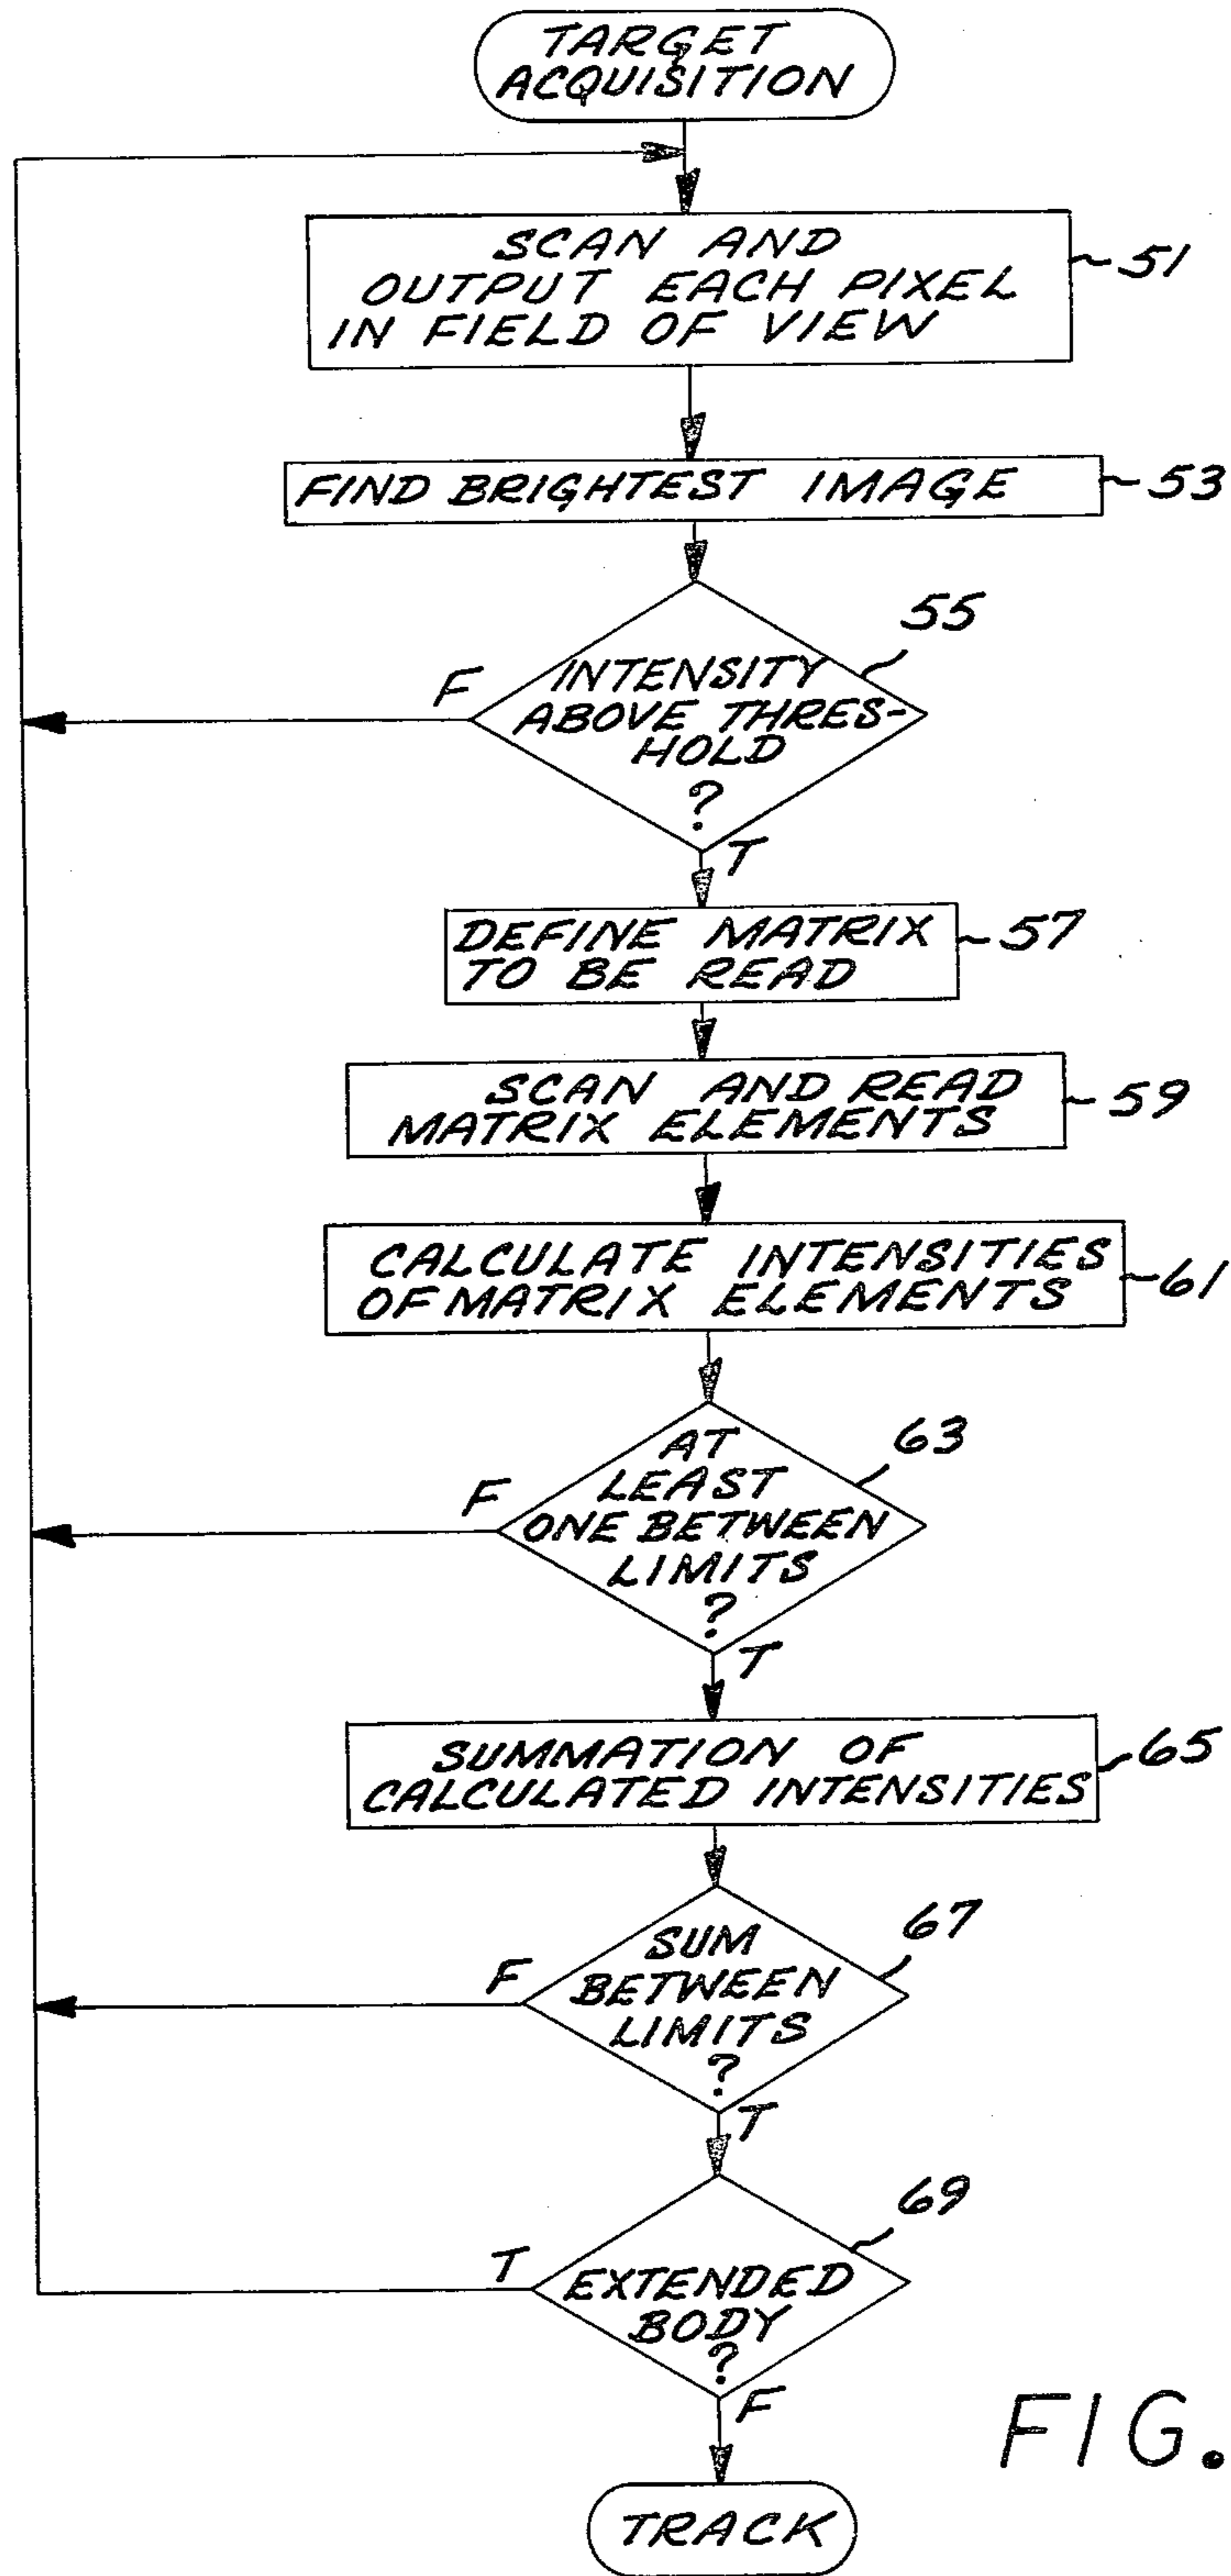 TARGET
ACQUISITION
SCAN AND
OUTPUT EACH PIXEL
IN FIELD OF VIEW
51
FIND BRIGHTEST IMAGE
53
55
F
INTENSITY
ABOVE THRES-
HOLD
?
T
DEFINE MATRIX
TO BE READ
57
SCAN AND READ
MATRIX ELEMENTS
59
CALCULATE INTENSITIES
OF MATRIX ELEMENTS
61
63
F
AT
LEAST
ONE BETWEEN
LIMITS
?
T
SUMMATION OF
CALCULATED INTENSITIES
65
67
F
SUM
BETWEEN
LIMITS
?
T
69
T
EXTENDED
BODY
?
F
FIG.
TRACK